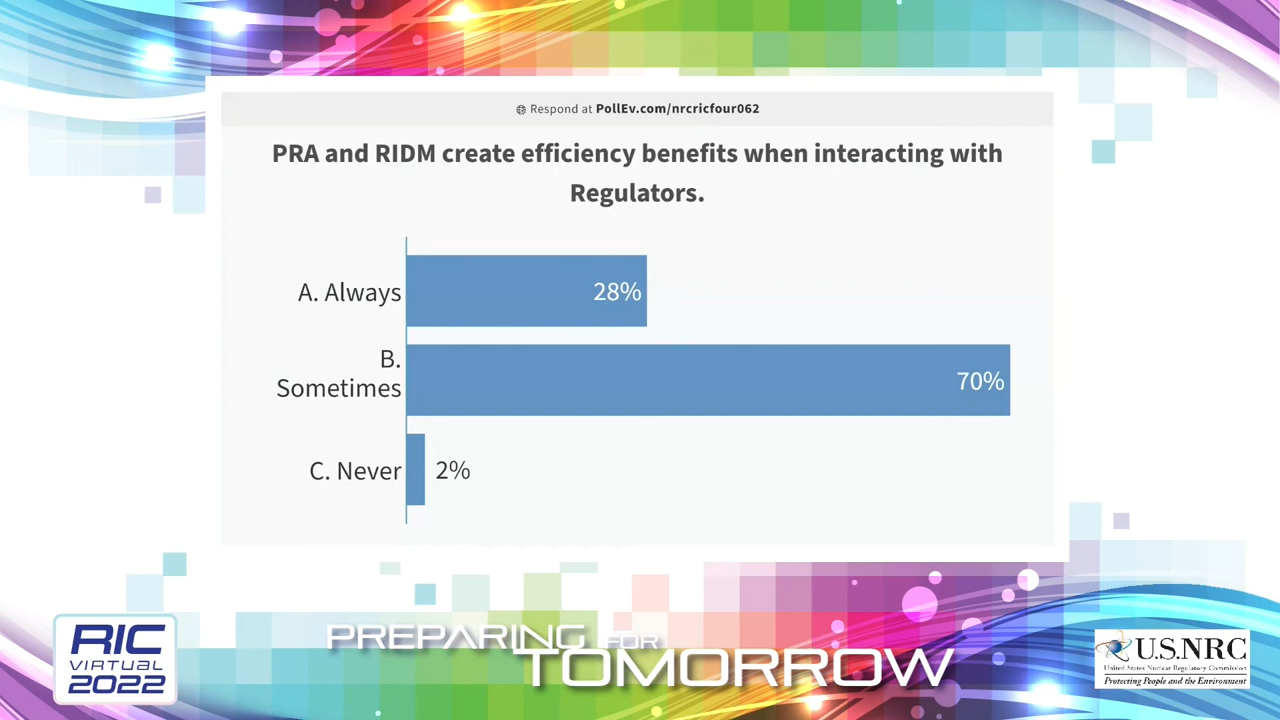 Respond at PollEv.com/nrcricfour062
PRA and RIDM create efficiency benefits when interacting with
Regulators.
A. Always
28%
B.
Sometimes
70%
C. Never
2%
RIC
VIRTUAL
2022
PREPARING FOR
TOMORROW
U.S.NRC
United States Nuclear Regulatory Commission
Protecting People and the Environment